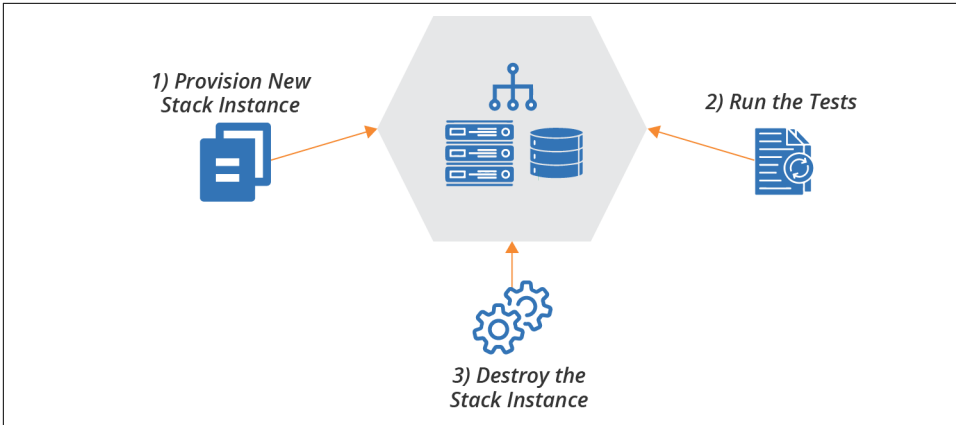 1) Provision New
Stack Instance
2) Run the Tests
3) Destroy the
Stack Instance